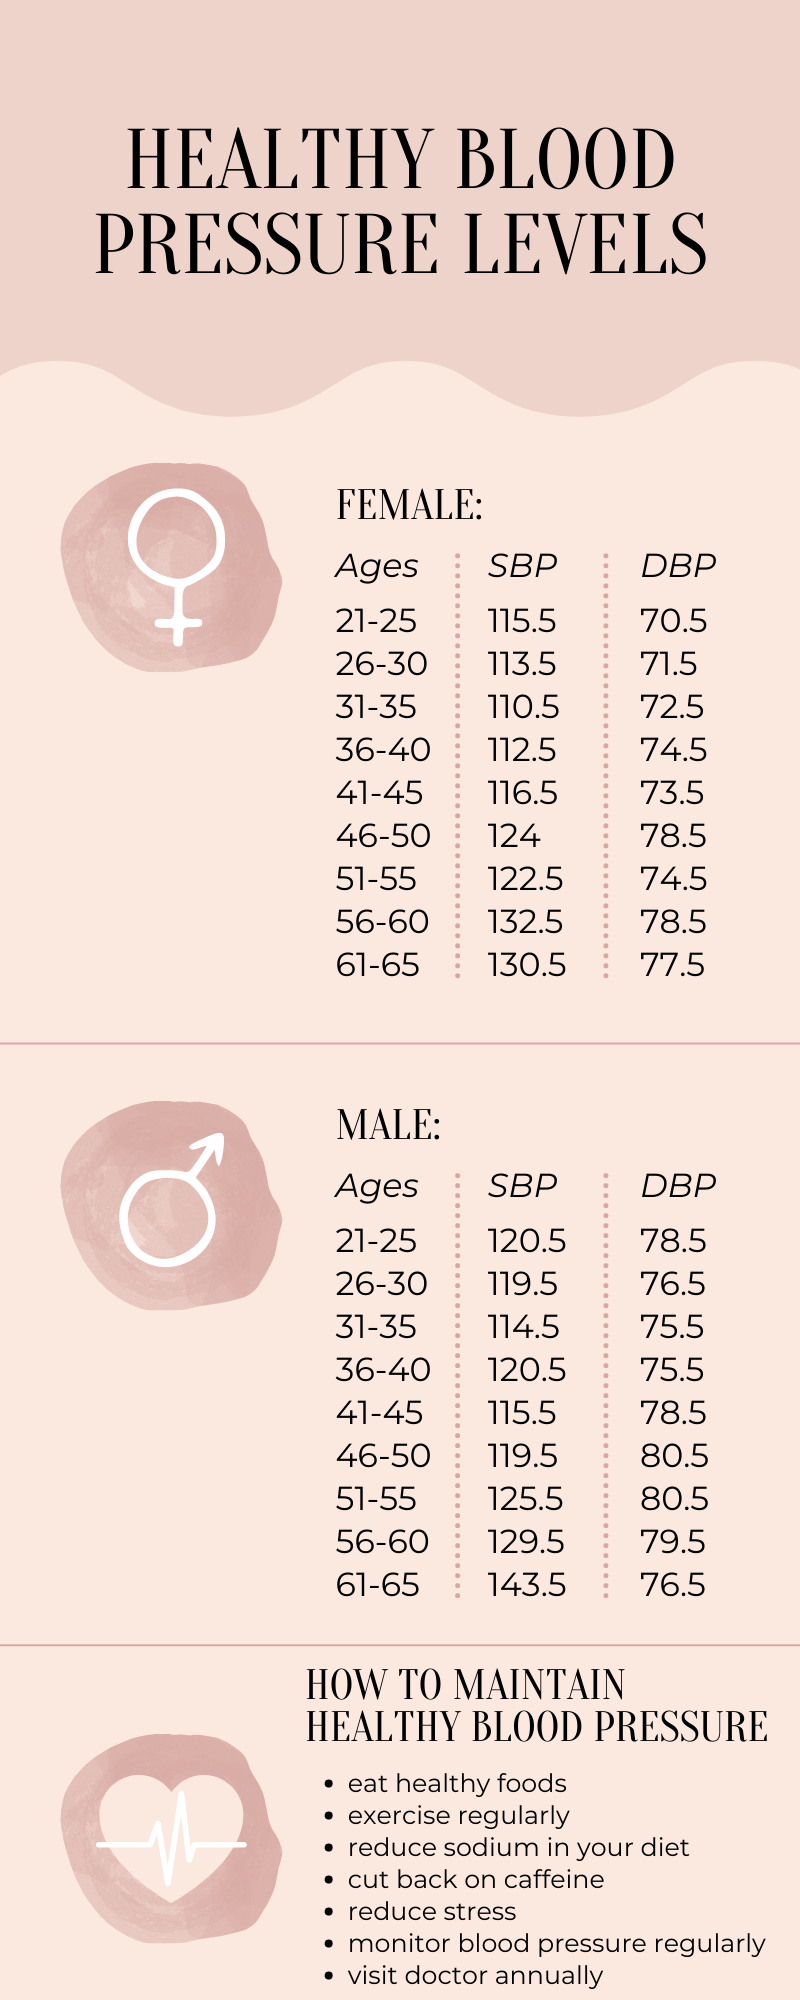 HEALTHY BLOOD
PRESSURE LEVELS
FEMALE:
Ages SBP DBP
21-25 115.5 70.5
26-30 113.5 71.5
31-35 110.5 72.5
36-40 112.5 74.5
41-45 116.5 73.5
46-50 124 78.5
51-55 122.5 74.5
56-60 132.5 78.5
61-65 130.5 77.5
MALE:
Ages SBP DBP
21-25 120.5 78.5
26-30 119.5 76.5
31-35 114.5 75.5
36-40 120.5 75.5
41-45 115.5 78.5
46-50 119.5 80.5
51-55 125.5 80.5
56-60 129.5 79.5
61-65 143.5 76.5
HOW TO MAINTAIN
HEALTHY BLOOD PRESSURE
• eat healthy foods
• exercise regularly
• reduce sodium in your diet
• cut back on caffeine
• reduce stress
• monitor blood pressure regularly
• visit doctor annually